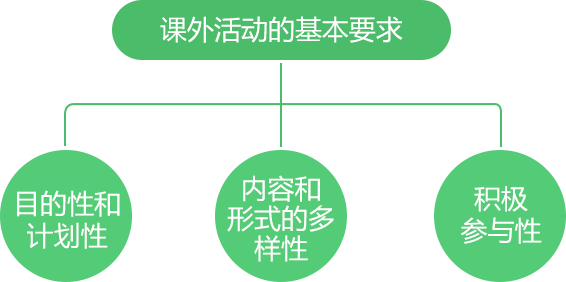 课外活动的基本要求
目的性和
计划性
内容和
形式的多
样性
积极
参与性